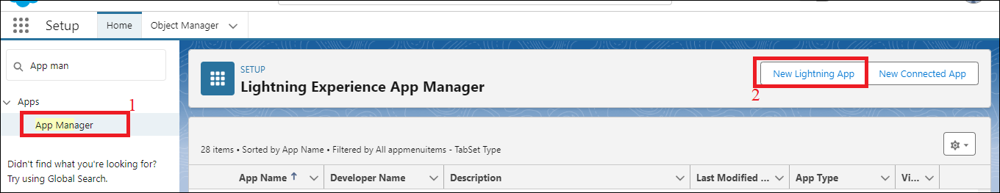 Setup
Home
Object Manager
App man
Apps
App Manager
1
Didn't find what you're looking for?
Try using Global Search.
SETUP
Lightning Experience App Manager
New Lightning App
New Connected App
2
28 items • Sorted by App Name • Filtered by All appmenuitems - TabSet Type
App Name ↑
Developer Name
Description
Last Modified ...
App Type
Vi...